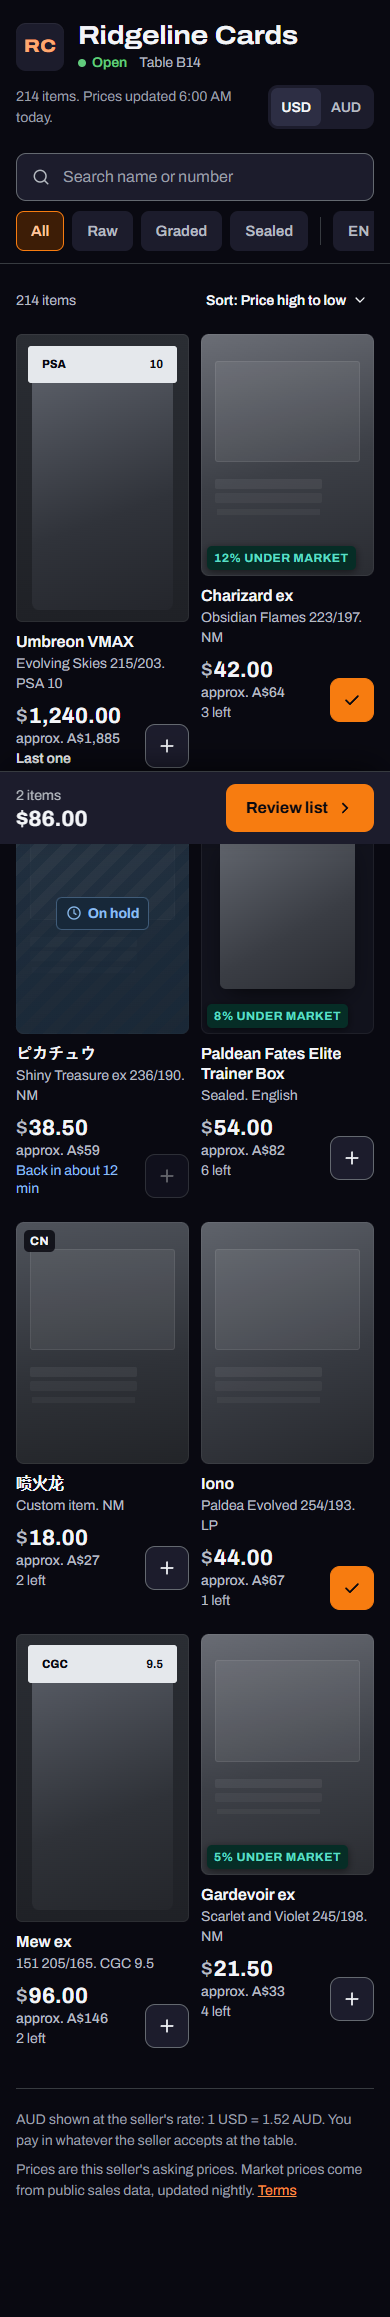 RC
Ridgeline Cards
Open Table B14
214 items. Prices updated 6:00 AM
today.
USD AUD
Search name or number
All Raw Graded Sealed EN
214 items
Sort: Price high to low
PSA 10
Umbreon VMAX
Evolving Skies 215/203.
PSA 10
$1,240.00
approx. A$1,885
Last one
12% UNDER MARKET
Charizard ex
Obsidian Flames 223/197.
NM
$42.00
approx. A$64
3 left
2 items
$86.00
Review list
On hold
ピカチュウ
Shiny Treasure ex 236/190.
NM
$38.50
approx. A$59
Back in about 12
min
8% UNDER MARKET
Paldean Fates Elite
Trainer Box
Sealed. English
$54.00
approx. A$82
6 left
CN
喷火龙
Custom item. NM
$18.00
approx. A$27
2 left
Iono
Paldea Evolved 254/193.
LP
$44.00
approx. A$67
1 left
CGC 9.5
Mew ex
151 205/165. CGC 9.5
$96.00
approx. A$146
2 left
5% UNDER MARKET
Gardevoir ex
Scarlet and Violet 245/198.
NM
$21.50
approx. A$33
4 left
AUD shown at the seller's rate: 1 USD = 1.52 AUD. You
pay in whatever the seller accepts at the table.
Prices are this seller's asking prices. Market prices come
from public sales data, updated nightly. Terms